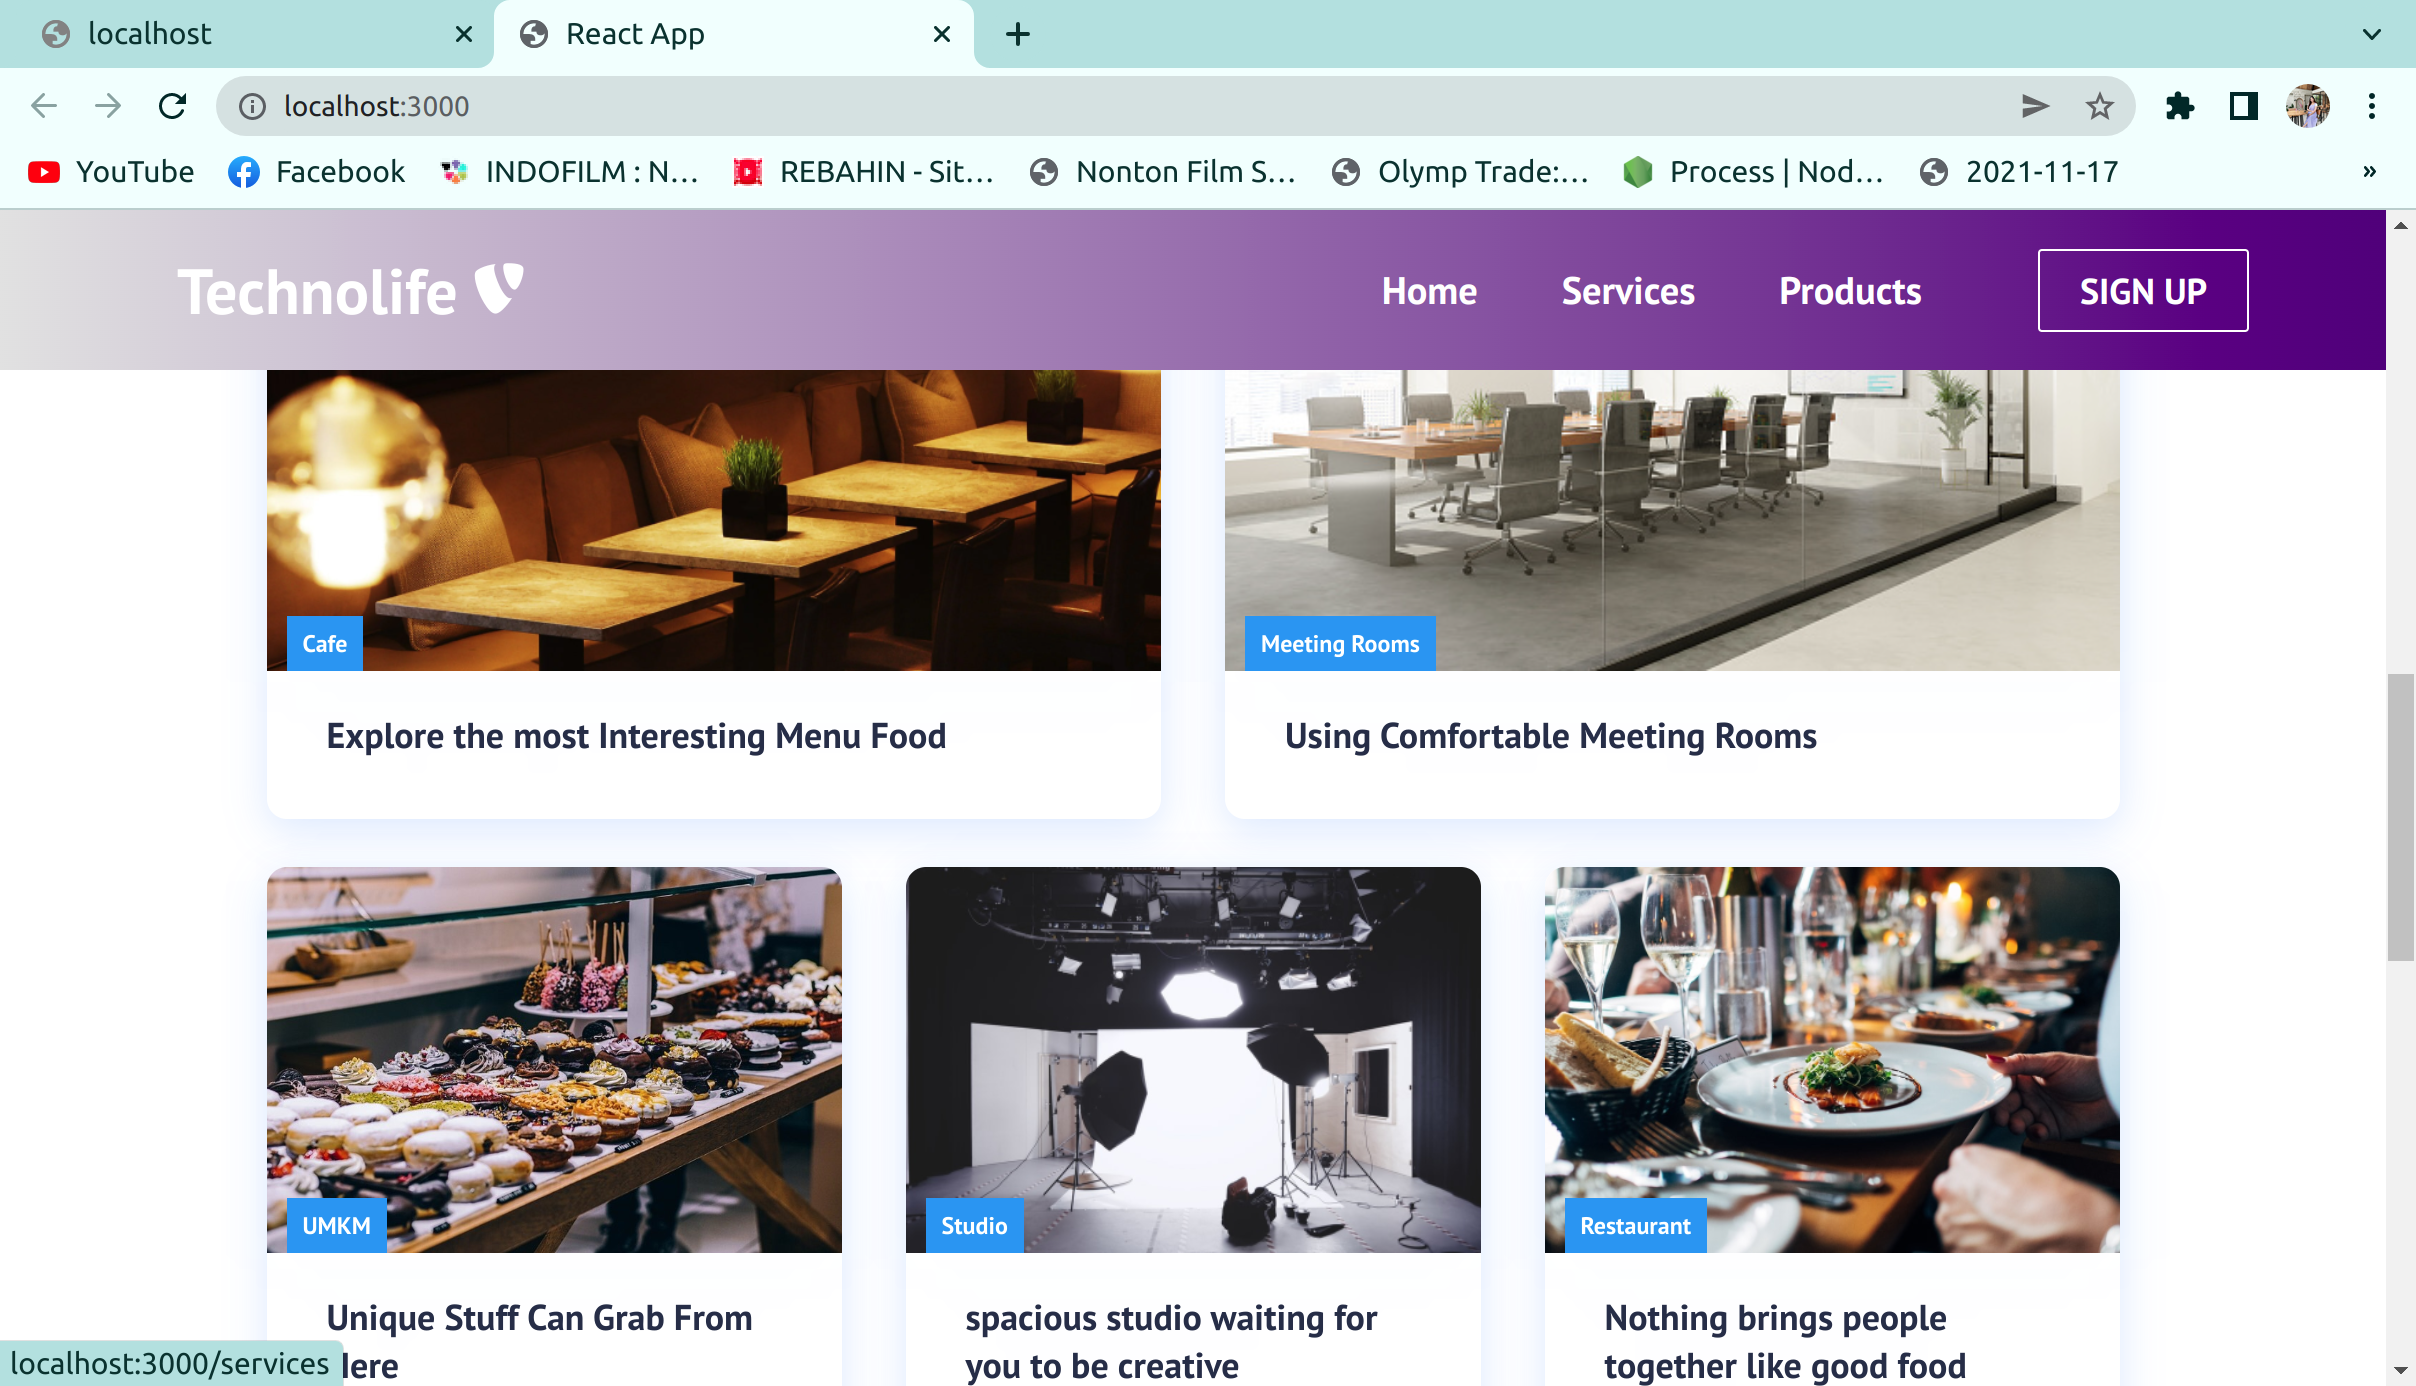 localhost
React App
localhost:3000
YouTube
Facebook
INDOFILM : N...
REBAHIN - Sit...
Nonton Film S...
Olymp Trade:...
Process | Nod...
2021-11-17
»
Technolife
Home
Services
Products
SIGN UP
Cafe
Meeting Rooms
Explore the most Interesting Menu Food
Using Comfortable Meeting Rooms
UMKM
Studio
Restaurant
Unique Stuff Can Grab From
Here
spacious studio waiting for
you to be creative
Nothing brings people
together like good food
localhost:3000/services